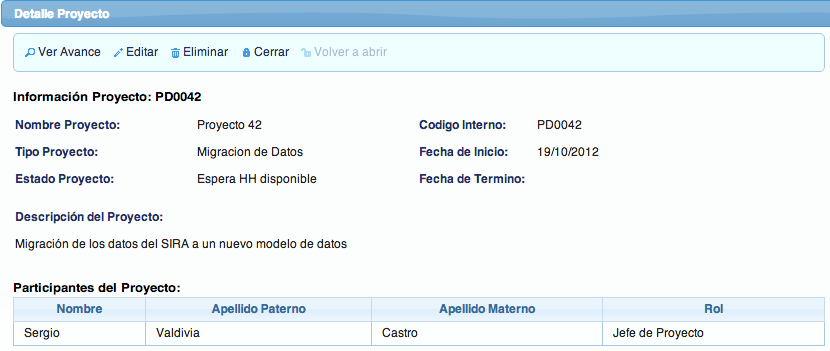 Detalle Proyecto
Ver Avance Editar Eliminar Cerrar Volver a abrir
Información Proyecto: PD0042
Nombre Proyecto: Proyecto 42 Codigo Interno: PD0042
Tipo Proyecto: Migracion de Datos Fecha de Inicio: 19/10/2012
Estado Proyecto: Espera HH disponible Fecha de Termino:
Descripción del Proyecto:
Migración de los datos del SIRA a un nuevo modelo de datos
Participantes del Proyecto:
Nombre Apellido Paterno Apellido Materno Rol
Sergio Valdivia Castro Jefe de Proyecto